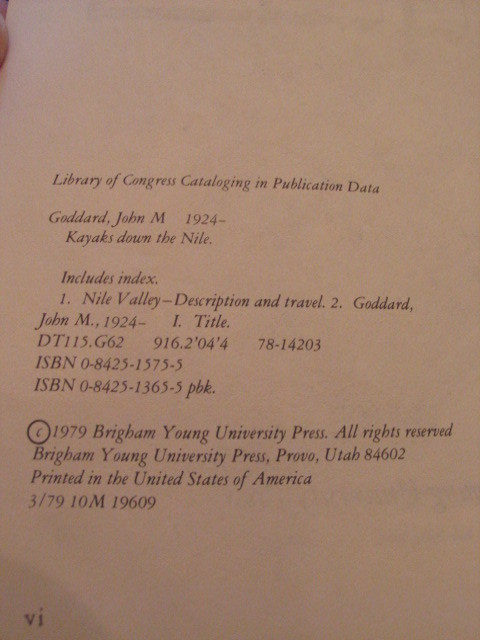 Library of Congress Cataloging in Publication Data
Goddard, John M 1924–
Kayaks down the Nile.
Includes index.
1. Nile Valley—Description and travel. 2. Goddard,
John M., 1924– I. Title.
DT115.G62 916.2'04'4 78-14203
ISBN 0-8425-1575-5
ISBN 0-8425-1365-5 pbk.
©1979 Brigham Young University Press. All rights reserved
Brigham Young University Press, Provo, Utah 84602
Printed in the United States of America
3/79 10M 19609
vi